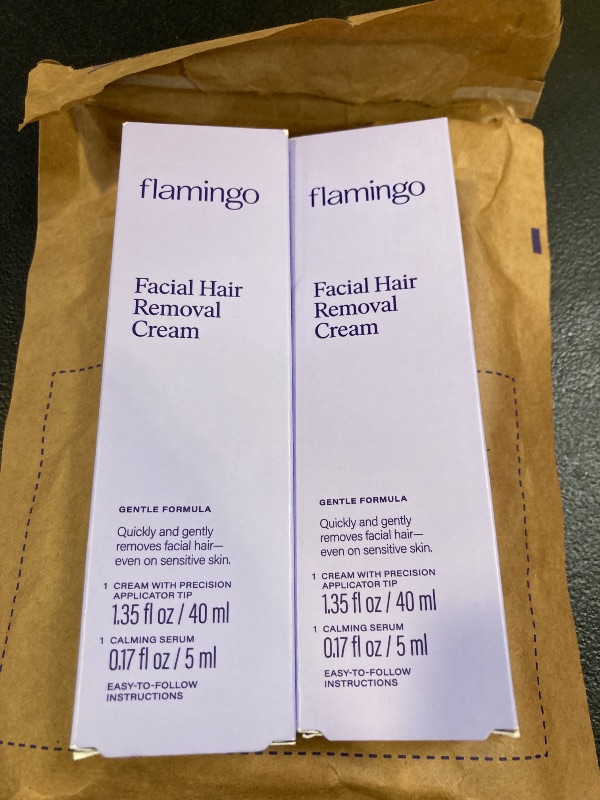 flamingo
Facial Hair
Removal
Cream
GENTLE FORMULA
Quickly and gently
removes facial hair—
even on sensitive skin.
1 CREAM WITH PRECISION
APPLICATOR TIP
1.35 fl oz / 40 ml
1 CALMING SERUM
0.17 fl oz / 5 ml
EASY-TO-FOLLOW
INSTRUCTIONS
flamingo
Facial Hair
Removal
Cream
GENTLE FORMULA
Quickly and gently
removes facial hair—
even on sensitive skin.
1 CREAM WITH PRECISION
APPLICATOR TIP
1.35 fl oz / 40 ml
1 CALMING SERUM
0.17 fl oz / 5 ml
EASY-TO-FOLLOW
INSTRUCTIONS